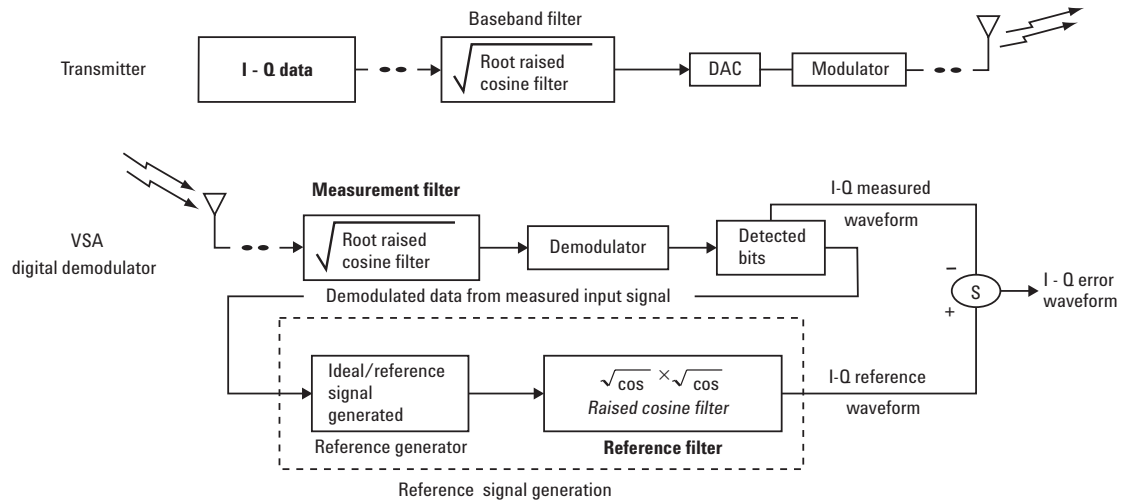 Baseband filter
Transmitter
I - Q data
√ Root raised
cosine filter
DAC
Modulator
Measurement filter
I-Q measured
waveform
VSA
digital demodulator
√ Root raised
cosine filter
Demodulator
Detected
bits
Demodulated data from measured input signal
–
S
+
I - Q error
waveform
Ideal/reference
signal
generated
√cos × √cos
Raised cosine filter
I-Q reference
waveform
Reference generator
Reference filter
Reference signal generation